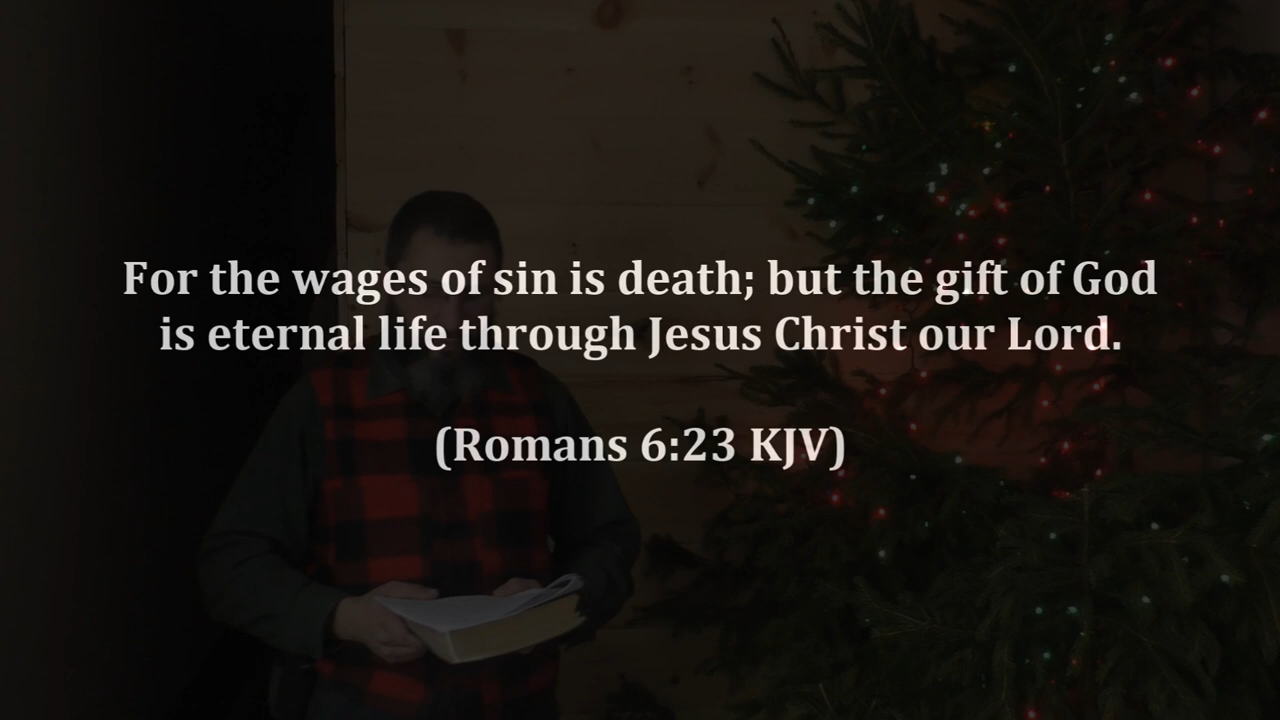 For the wages of sin is death; but the gift of God
is eternal life through Jesus Christ our Lord.
(Romans 6:23 KJV)